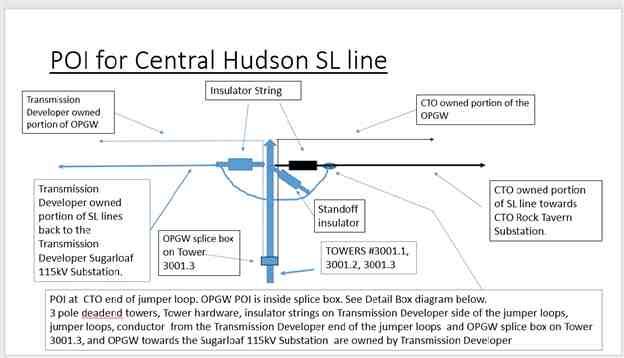 POI for Central Hudson SL line
Transmission
Developer owned
portion of OPGW
Insulator String
CTO owned portion of the
OPGW
Transmission
Developer owned
portion of SL lines
back to the
Transmission
Developer Sugarloaf
115kV Substation.
OPGW splice box
on Tower
3001.3
Standoff
insulator
TOWERS #3001.1,
3001.2, 3001.3
CTO owned portion
of SL line towards
CTO Rock Tavern
Substation.
POI at CTO end of jumper loop. OPGW POI is inside splice box. See Detail Box diagram below.
3 pole deadend towers, Tower hardware, insulator strings on Transmission Developer side of the jumper loops,
jumper loops, conductor from the Transmission Developer end of the jumper loops and OPGW splice box on Tower
3001.3, and OPGW towards the Sugarloaf 115KV Substation are owned by Transmission Developer